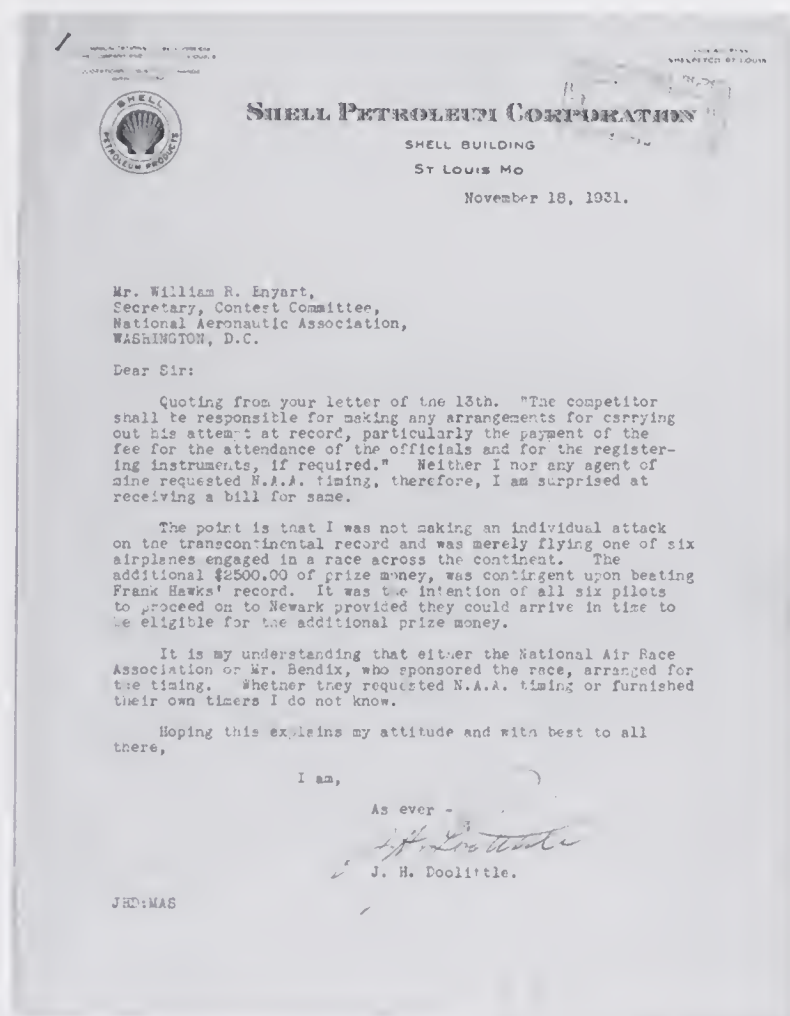 SHELL PETROLEUM CORPORATION
SHELL
PETROLEUM PRODUCTS
SHELL BUILDING
ST LOUIS MO
November 18, 1931.
Mr. William R. Enyart,
Secretary, Contest Committee,
National Aeronautic Association,
WASHINGTON, D.C.
Dear Sir:
Quoting from your letter of the 13th. "The competitor
shall be responsible for making any arrangements for carrying
out his attempt at record, particularly the payment of the
fee for the attendance of the officials and for the register-
ing instruments, if required." Neither I nor any agent of
mine requested N.A.A. timing, therefore, I am surprised at
receiving a bill for same.
The point is that I was not making an individual attack
on the transcontinental record and was merely flying one of six
airplanes engaged in a race across the continent. The
additional $2500.00 of prize money, was contingent upon beating
Frank Hawks' record. It was the intention of all six pilots
to proceed on to Newark provided they could arrive in time to
be eligible for the additional prize money.
It is my understanding that either the National Air Race
Association or Mr. Bendix, who sponsored the race, arranged for
the timing. Whether they requested N.A.A. timing or furnished
their own timers I do not know.
Hoping this explains my attitude and with best to all
there,
I am,
As ever -
J. H. Doolittle
J. H. Doolittle.
JHD:MAS